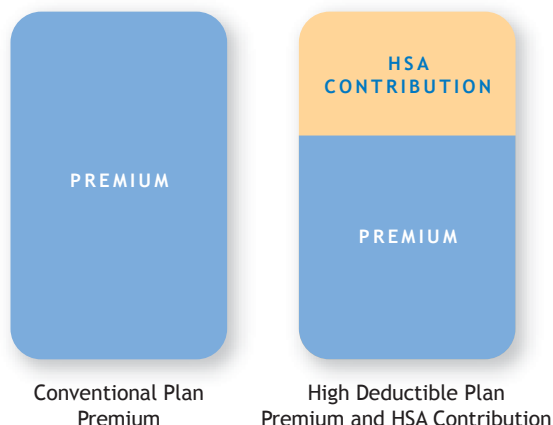 PREMIUM
Conventional Plan
Premium
HSA
CONTRIBUTION
PREMIUM
High Deductible Plan
Premium and HSA Contribution